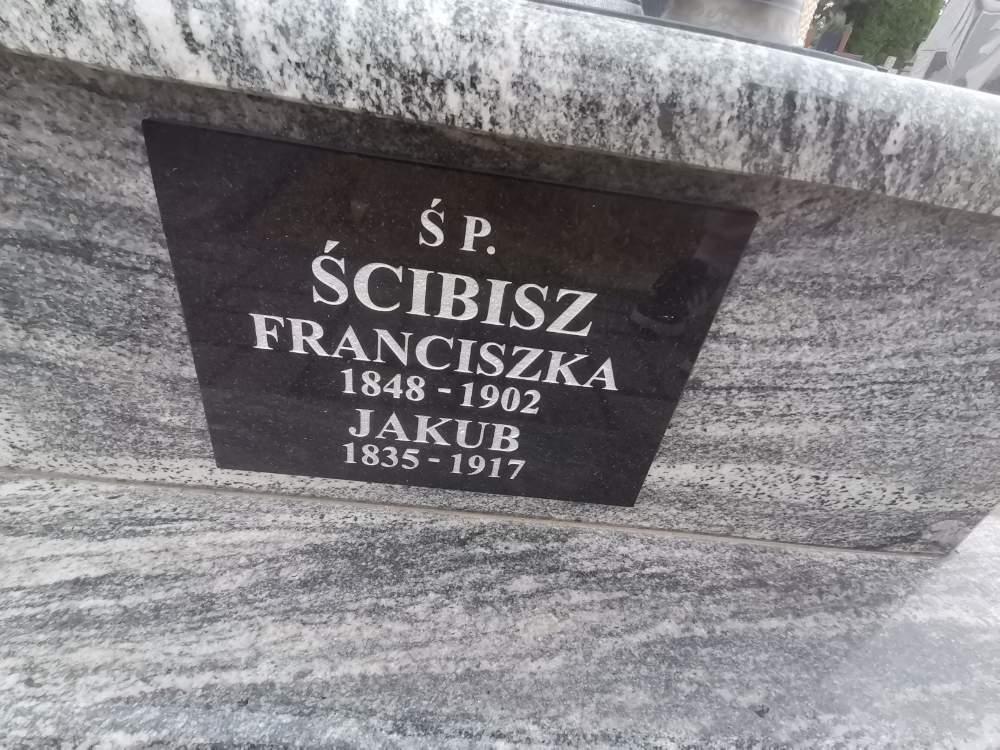 Ś P.
ŚCIBISZ
FRANCISZKA
1848 - 1902
JAKUB
1835 - 1917